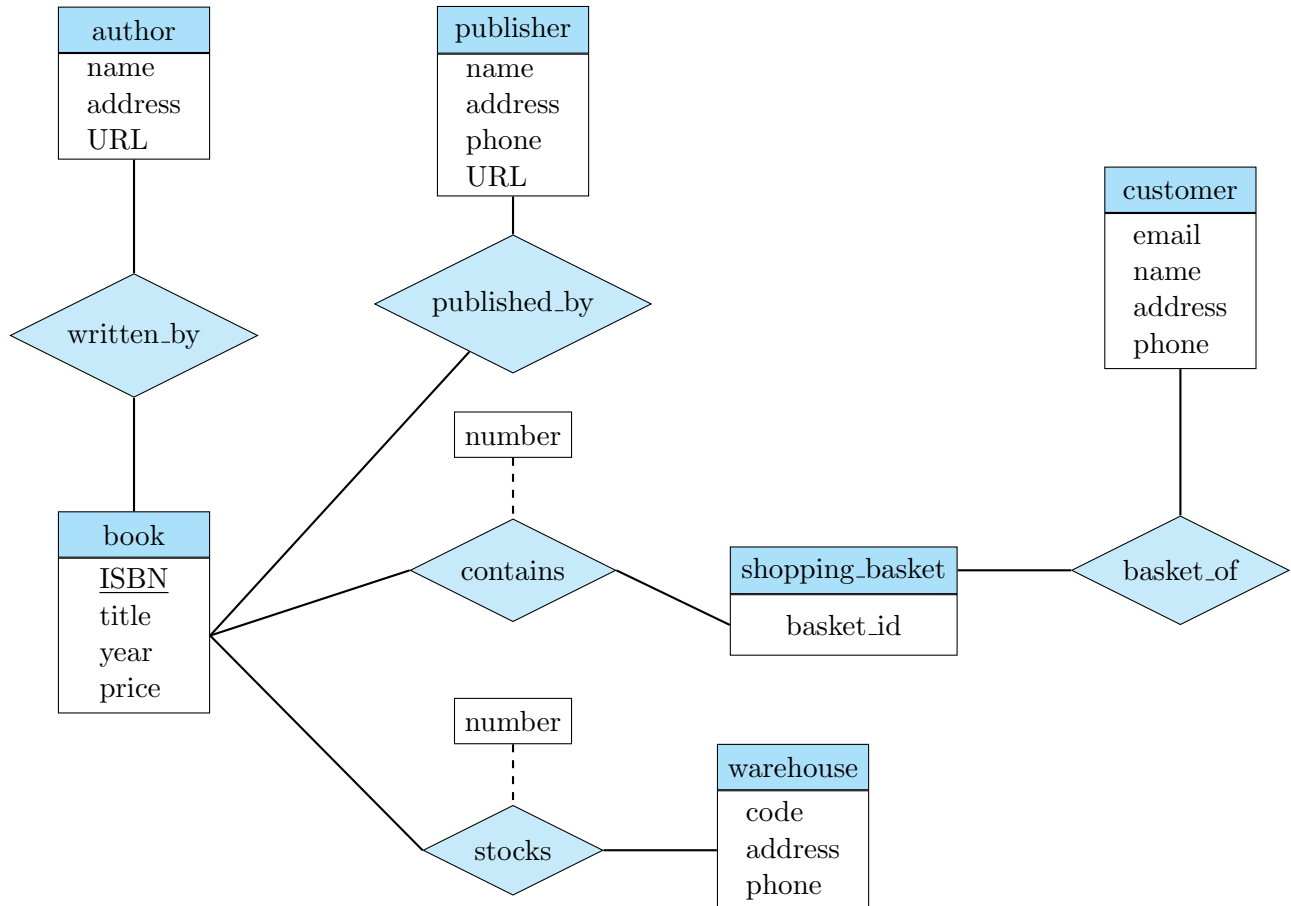 author
name
address
URL
publisher
name
address
phone
URL
customer
email
name
address
phone
written_by
published_by
number
book
ISBN
title
year
price
contains
shopping_basket
basket_id
basket_of
number
warehouse
code
address
phone
stocks